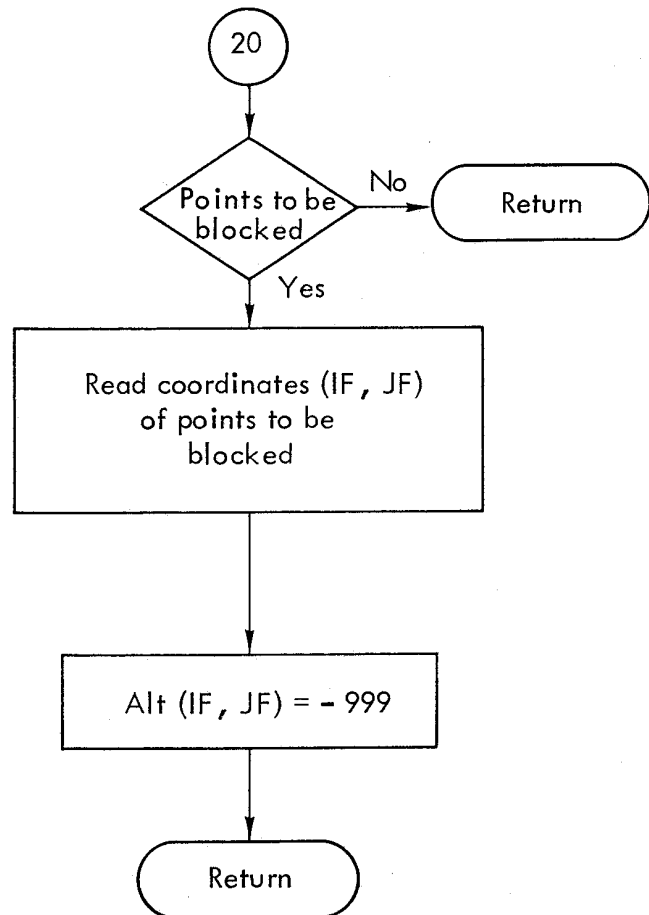 20
Points to be
blocked
No
Return
Yes
Read coordinates (IF, JF)
of points to be
blocked
Alt (IF, JF) = - 999
Return